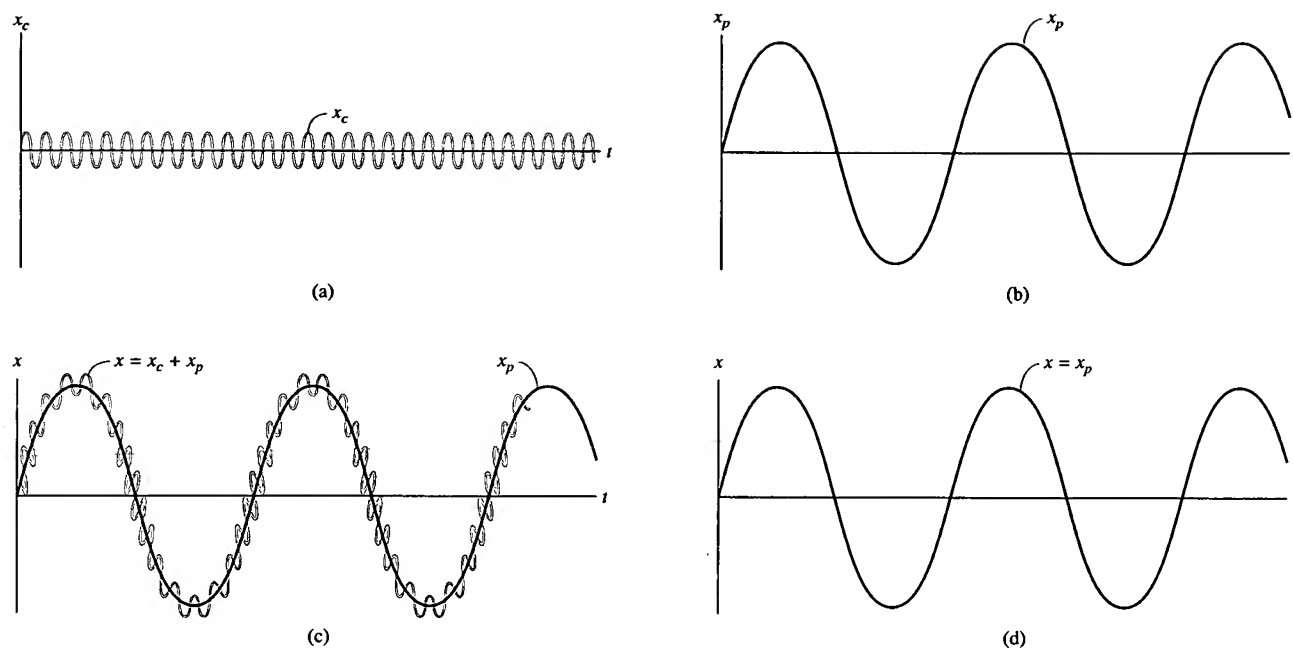 x_c
x_c
t
(a)
x_p
x_p
(b)
x
x = x_c + x_p
x_p
t
(c)
x
x = x_p
(d)